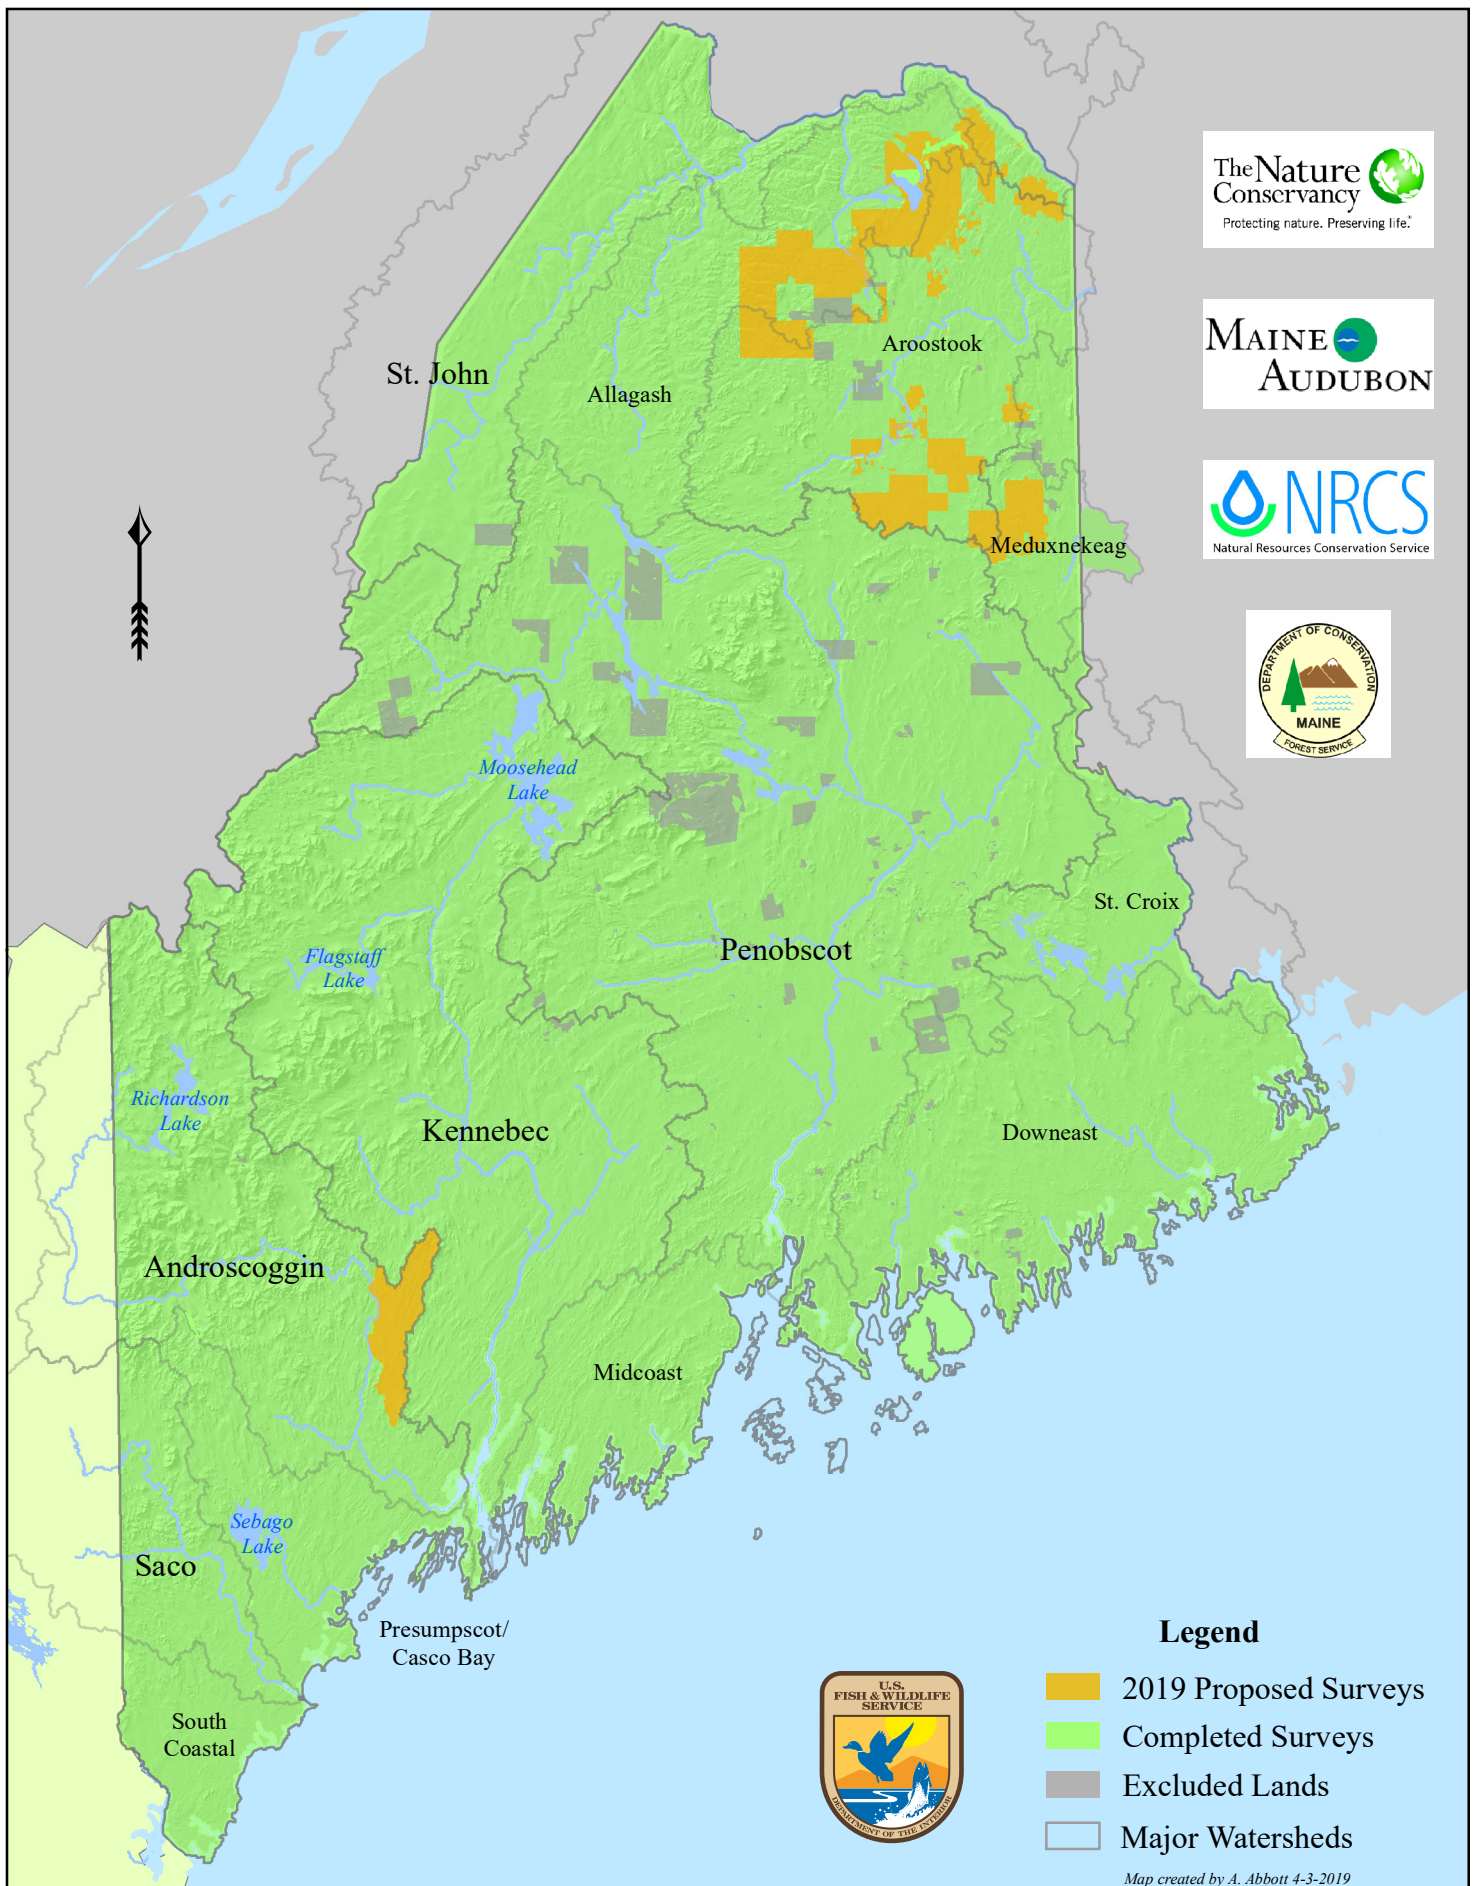 The Nature
Conservancy
Protecting nature. Preserving life.®
MAINE
AUDUBON
NRCS
Natural Resources Conservation Service
DEPARTMENT OF CONSERVATION
MAINE
FOREST SERVICE
Aroostook
St. John
Allagash
Meduxnekeag
Moosehead
Lake
St. Croix
Penobscot
Flagstaff
Lake
Richardson
Lake
Kennebec
Downeast
Androscoggin
Midcoast
Sebago
Lake
Saco
Presumpscot/
Casco Bay
South
Coastal
U.S.
FISH & WILDLIFE
SERVICE
DEPARTMENT OF THE INTERIOR
Legend
2019 Proposed Surveys
Completed Surveys
Excluded Lands
Major Watersheds
Map created by A. Abbott 4-3-2019